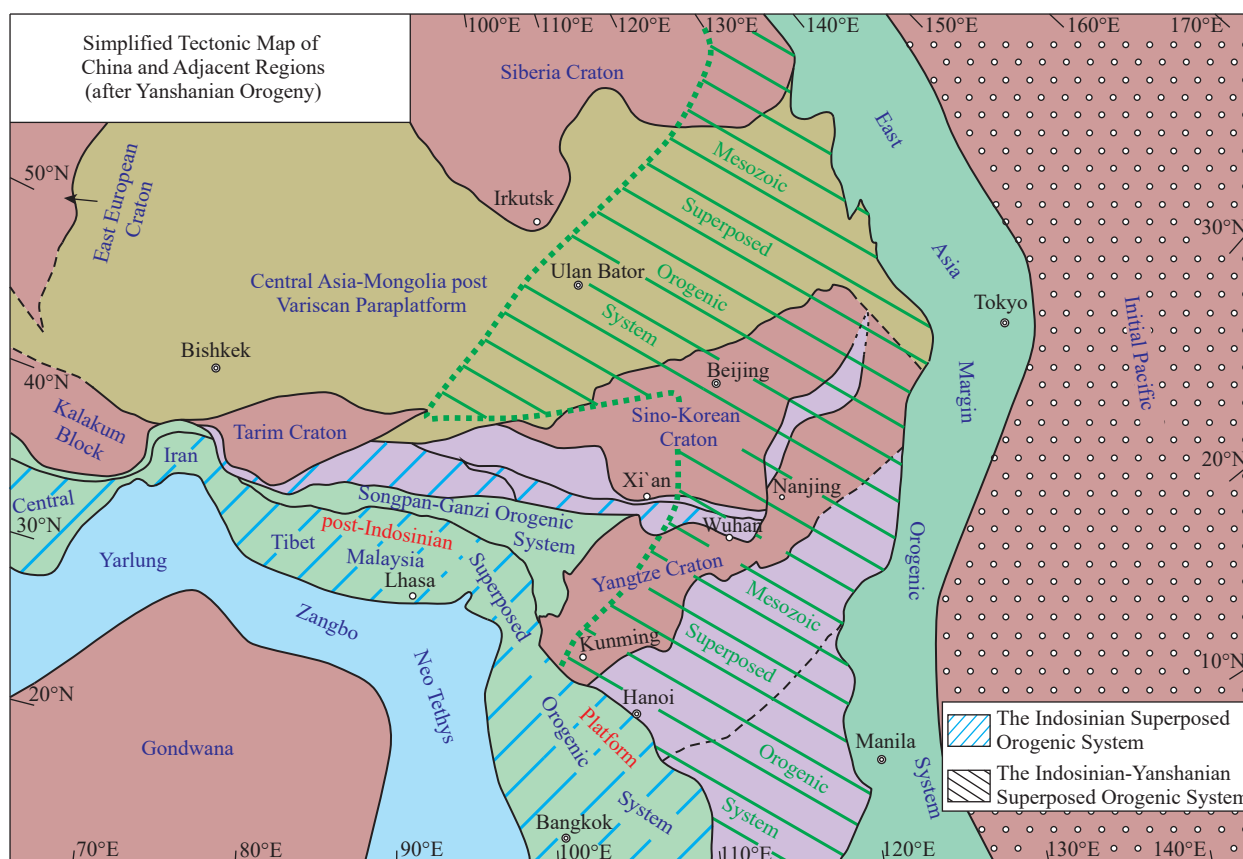 Simplified Tectonic Map of
China and Adjacent Regions
(after Yanshanian Orogeny)
100°E
110°E
120°E
130°E
140°E
150°E
160°E
170°E
Siberia Craton
East
50°N
East European
Craton
Mesozoic
Irkutsk
Superposed
30°N
Asia
Ulan Bator
Orogenic
Central Asia-Mongolia post
Variscan Paraplatform
System
Tokyo
Initial Pacific
Bishkek
40°N
Beijing
Margin
Kalakum
Block
Tarim Craton
Sino-Korean
Craton
Iran
20°N
Xi`an
Nanjing
Central
Songpan-Ganzi Orogenic
System
30°N
post-Indosinian
Wuhan
Tibet
Malaysia
Yarlung
Lhasa
Superposed
Yangtze Craton
Orogenic
Mesozoic
Zangbo
Kunming
Superposed
10°N
Neo Tethys
20°N
Hanoi
Orogenic
Platform
Gondwana
Manila
Orogenic
System
System
Bangkok
System
The Indosinian Superposed
Orogenic System
The Indosinian-Yanshanian
Superposed Orogenic System
70°E
80°E
90°E
100°E
110°E
120°E
130°E
140°E